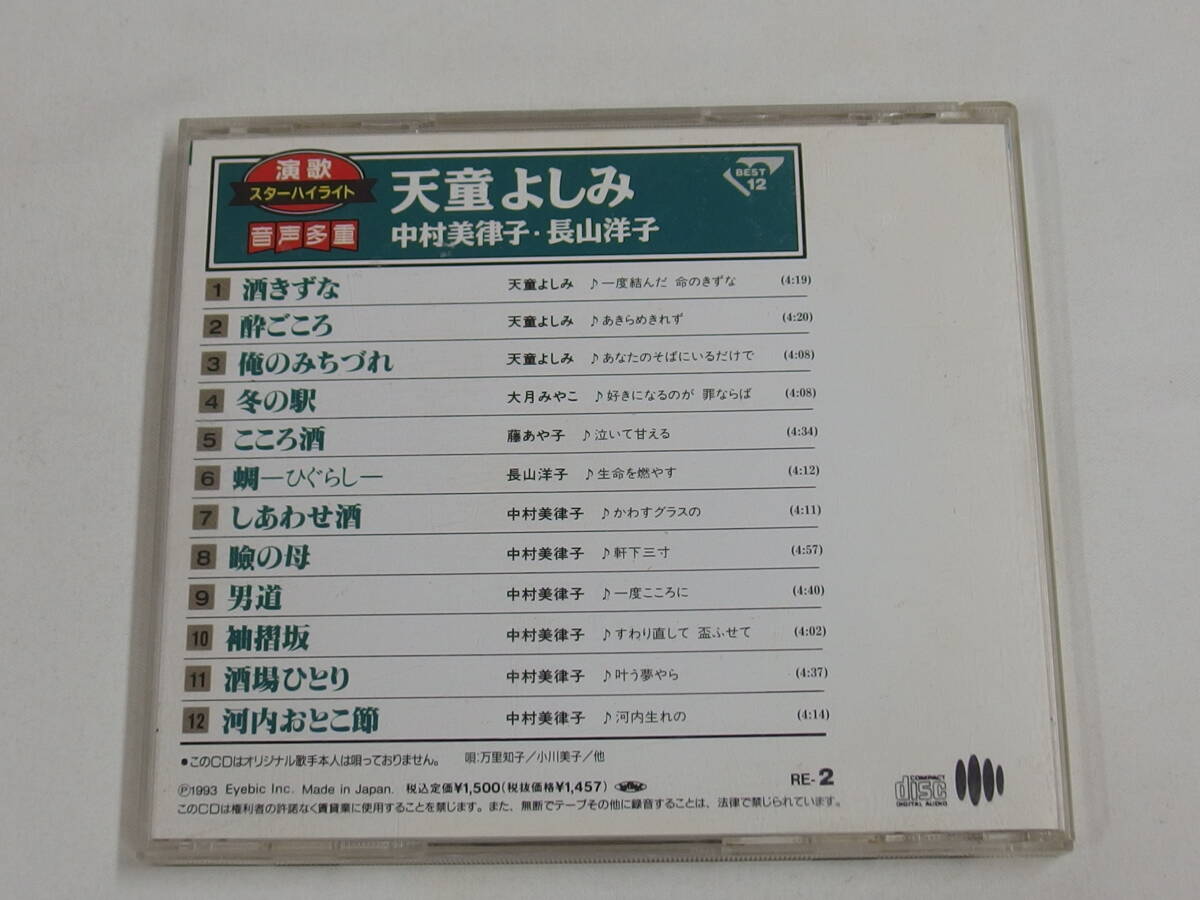 演歌
スターハイライト
音声多重
天童よしみ
中村美律子・長山洋子
BEST
12
1 酒きずな 天童よしみ ♪一度結んだ 命のきずな (4:19)
2 酔ごころ 天童よしみ ♪あきらめきれず (4:20)
3 俺のみちづれ 天童よしみ ♪あなたのそばにいるだけで (4:08)
4 冬の駅 大月みやこ ♪好きになるのが 罪ならば (4:08)
5 こころ酒 藤あや子 ♪泣いて甘える (4:34)
6 蜩―ひぐらし― 長山洋子 ♪生命を燃やす (4:12)
7 しあわせ酒 中村美律子 ♪かわすグラスの (4:11)
8 瞼の母 中村美律子 ♪軒下三寸 (4:57)
9 男道 中村美律子 ♪一度こころに (4:40)
10 袖摺坂 中村美律子 ♪すわり直して 盃ふせて (4:02)
11 酒場ひとり 中村美律子 ♪叶う夢やら (4:37)
12 河内おとこ節 中村美律子 ♪河内生れの (4:14)
●このCDはオリジナル歌手本人は唄っておりません。 唄:万里知子/小川美子/他
Ⓟ1993 Eyebic Inc. Made in Japan. 税込定価¥1,500(税抜価格¥1,457) RE-2
このCDは権利者の許諾なく賃貸業に使用することを禁じます。また、無断でテープその他に録音することは、法律で禁じられています。
COMPACT
disc
DIGITAL AUDIO